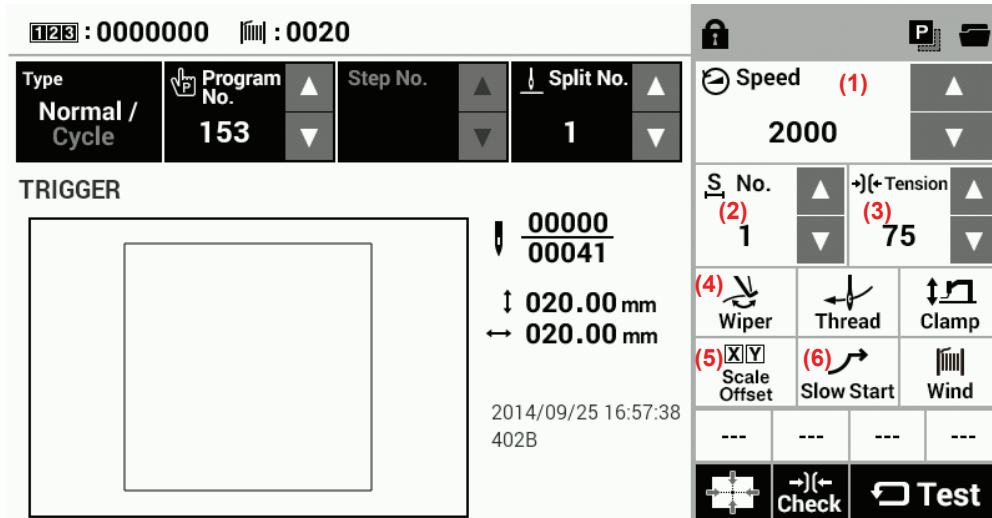 123 : 0000000 : 0020
P
Type
Normal /
Cycle
P Program No.
153
Step No.
Split No.
1
TRIGGER
00000
00041
020.00 mm
020.00 mm
2014/09/25 16:57:38
402B
Speed (1)
2000
S No.
(2)
1
Tension
(3)
75
(4)
Wiper
Thread
Clamp
(5) X Y
Scale
Offset
(6)
Slow Start
Wind
--- --- --- ---
Check
Test